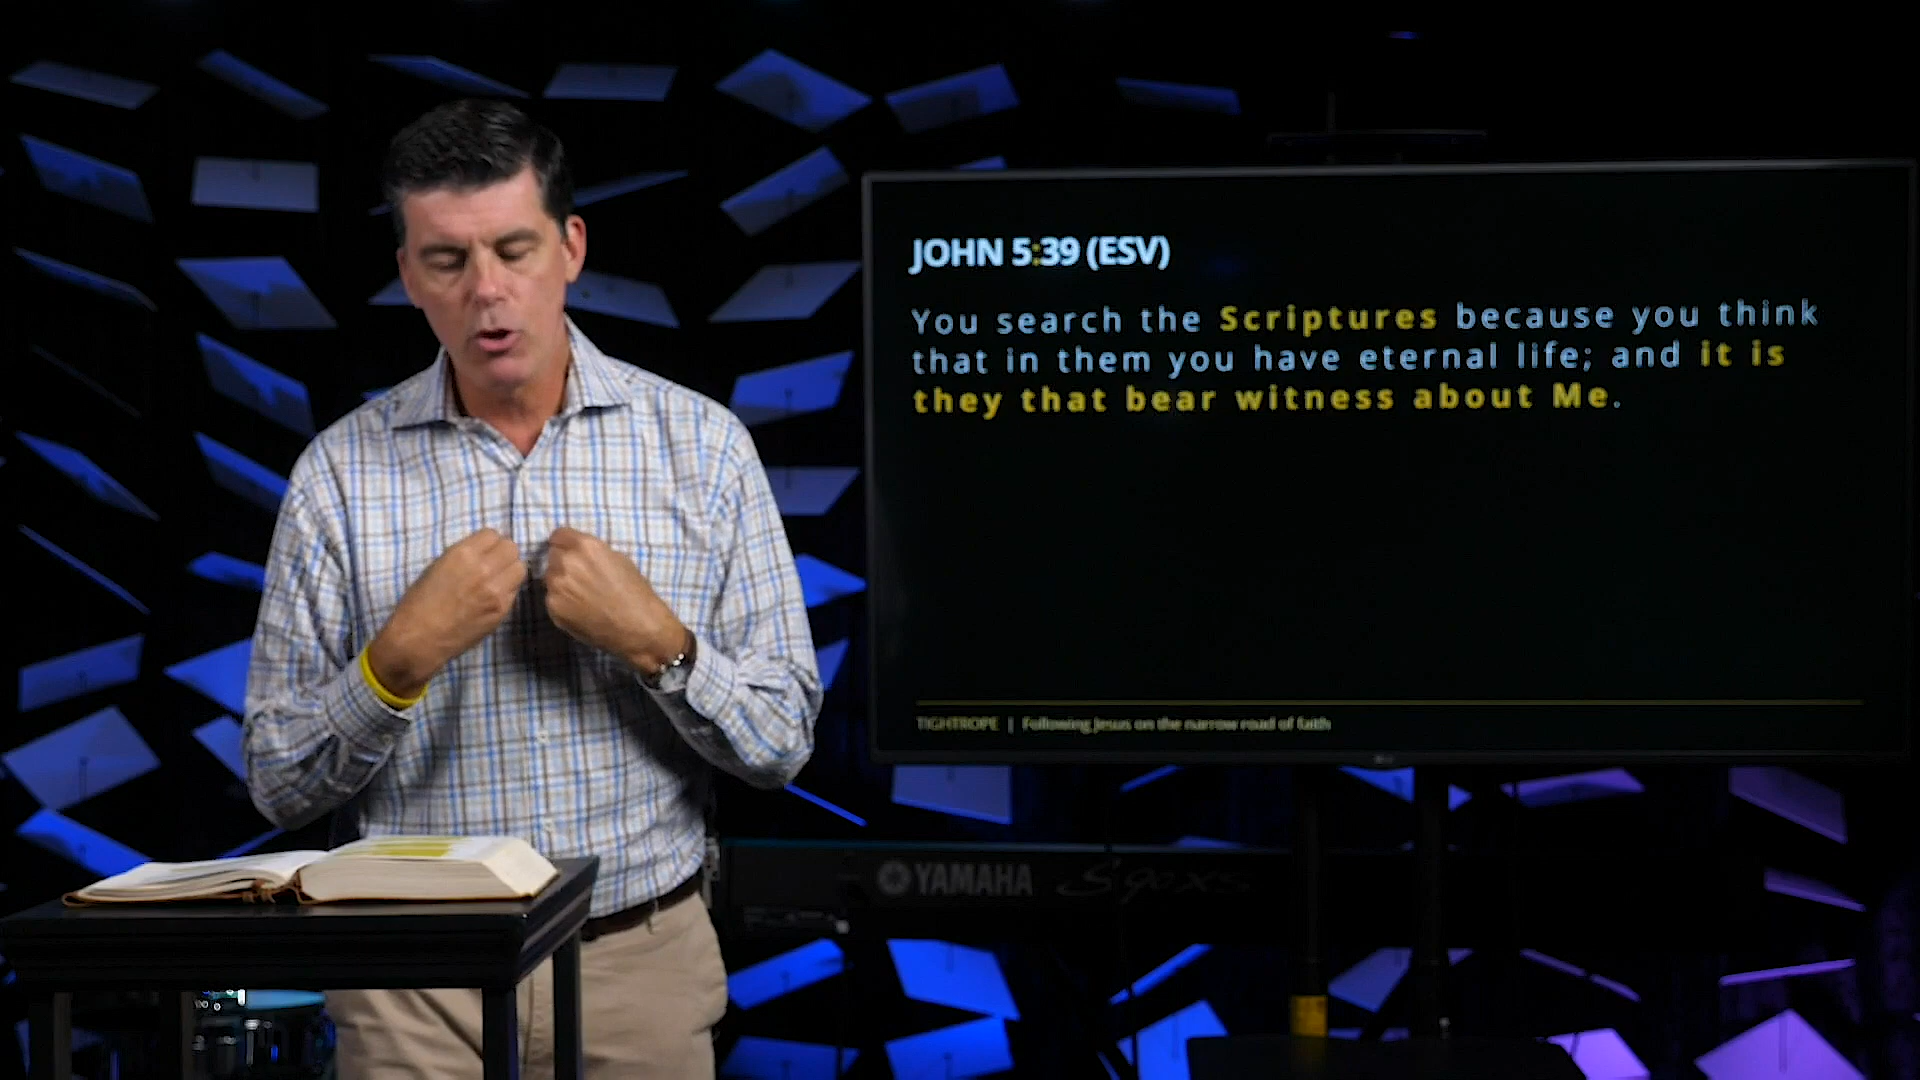 JOHN 5:39 (ESV)
You search the Scriptures because you think
that in them you have eternal life; and it is
they that bear witness about Me.
TIGHTROPE | Following Jesus on the narrow road of faith
YAMAHA S90XS